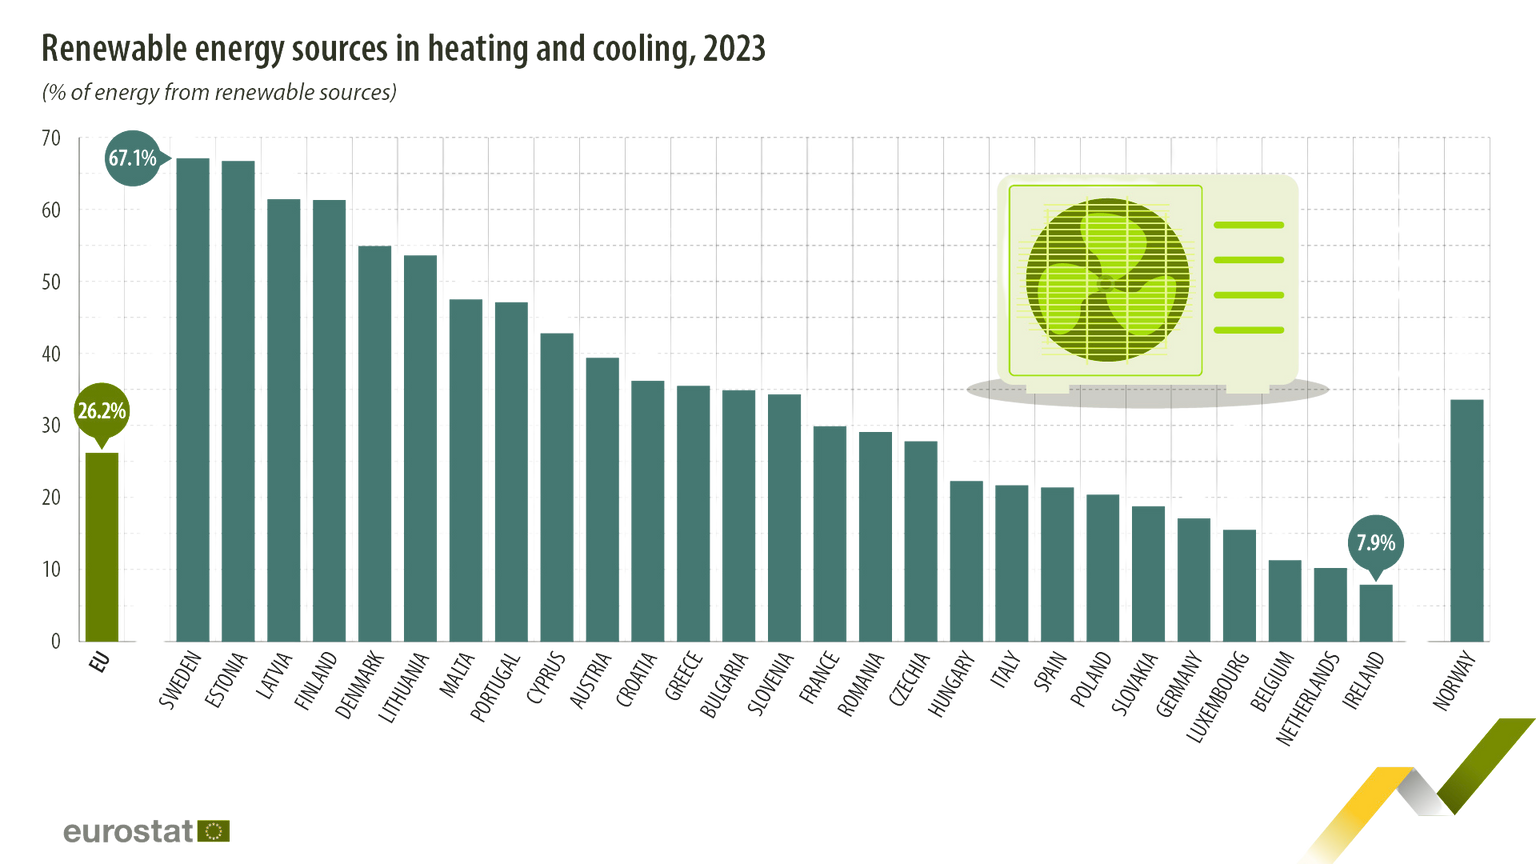 Renewable energy sources in heating and cooling, 2023
(% of energy from renewable sources)
70
60
50
40
30
20
10
0
67.1%
26.2%
7.9%
EU
SWEDEN
ESTONIA
LATVIA
FINLAND
DENMARK
LITHUANIA
MALTA
PORTUGAL
CYPRUS
AUSTRIA
CROATIA
GREECE
BULGARIA
SLOVENIA
FRANCE
ROMANIA
CZECHIA
HUNGARY
ITALY
SPAIN
POLAND
SLOVAKIA
GERMANY
LUXEMBOURG
BELGIUM
NETHERLANDS
IRELAND
NORWAY
eurostat